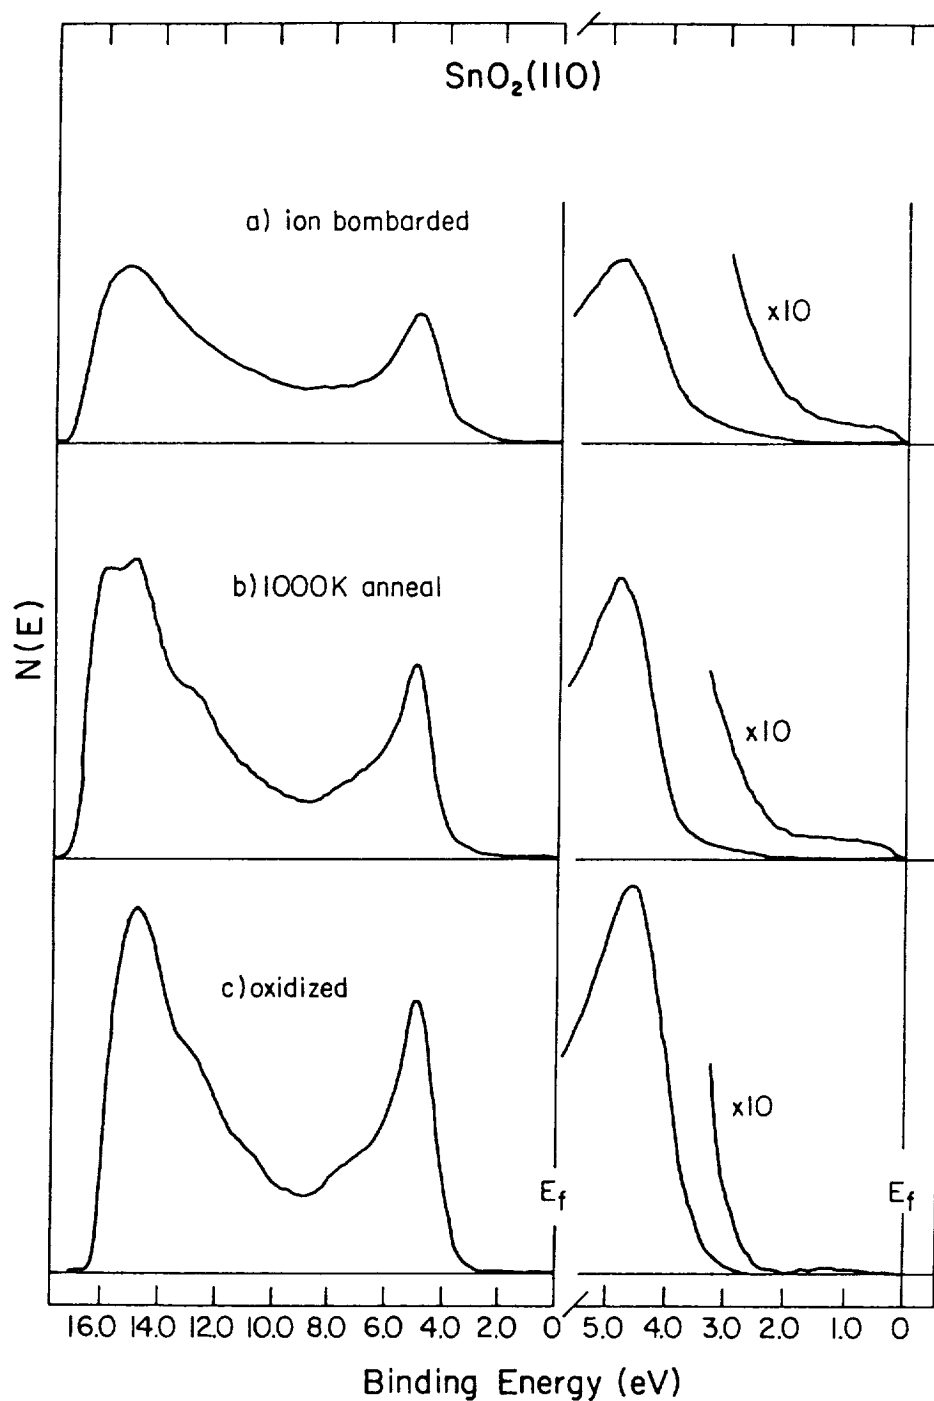 SnO₂(110)
a) ion bombarded
x10
b)1000K anneal
x10
N(E)
c)oxidized
x10
E_f
E_f
16.0 14.0 12.0 10.0 8.0 6.0 4.0 2.0 0 5.0 4.0 3.0 2.0 1.0 0
Binding Energy (eV)